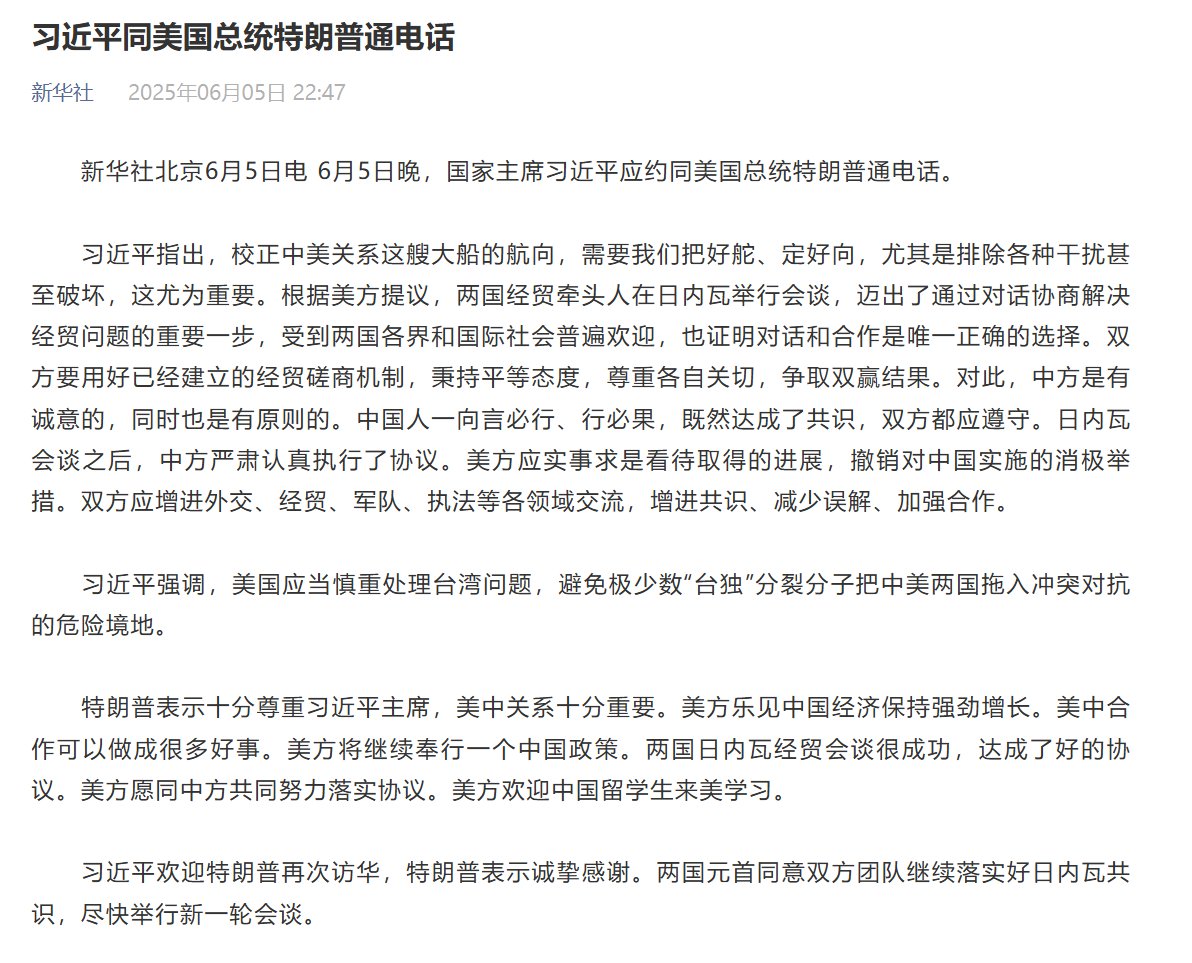 习近平同美国总统特朗普通电话
新华社 2025年06月05日 22:47
新华社北京6月5日电 6月5日晚，国家主席习近平应约同美国总统特朗普通电话。
习近平指出，校正中美关系这艘大船的航向，需要我们把好舵、定好向，尤其是排除各种干扰甚
至破坏，这尤为重要。根据美方提议，两国经贸牵头人在日内瓦举行会谈，迈出了通过对话协商解决
经贸问题的重要一步，受到两国各界和国际社会普遍欢迎，也证明对话和合作是唯一正确的选择。双
方要用好已经建立的经贸磋商机制，秉持平等态度，尊重各自关切，争取双赢结果。对此，中方是有
诚意的，同时也是有原则的。中国人一向言必行、行必果，既然达成了共识，双方都应遵守。日内瓦
会谈之后，中方严肃认真执行了协议。美方应实事求是看待取得的进展，撤销对中国实施的消极举
措。双方应增进外交、经贸、军队、执法等各领域交流，增进共识、减少误解、加强合作。
习近平强调，美国应当慎重处理台湾问题，避免极少数“台独”分裂分子把中美两国拖入冲突对抗
的危险境地。
特朗普表示十分尊重习近平主席，美中关系十分重要。美方乐见中国经济保持强劲增长。美中合
作可以做成很多好事。美方将继续奉行一个中国政策。两国日内瓦经贸会谈很成功，达成了好的协
议。美方愿同中方共同努力落实协议。美方欢迎中国留学生来美学习。
习近平欢迎特朗普再次访华，特朗普表示诚挚感谢。两国元首同意双方团队继续落实好日内瓦共
识，尽快举行新一轮会谈。